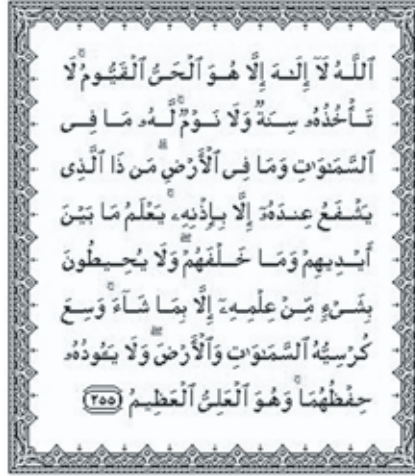 ٱللَّهُ لَآ إِلَـٰهَ إِلَّا هُوَ ٱلْحَىُّ ٱلْقَيُّومُ ۚ لَا
تَأْخُذُهُۥ سِنَةٌ وَلَا نَوْمٌ ۚ لَّهُۥ مَا فِى
ٱلسَّمَـٰوَٰتِ وَمَا فِى ٱلْأَرْضِ ۗ مَن ذَا ٱلَّذِى
يَشْفَعُ عِندَهُۥٓ إِلَّا بِإِذْنِهِۦ ۚ يَعْلَمُ مَا بَيْنَ
أَيْدِيهِمْ وَمَا خَلْفَهُمْ ۖ وَلَا يُحِيطُونَ
بِشَىْءٍ مِّنْ عِلْمِهِۦٓ إِلَّا بِمَا شَآءَ ۚ وَسِعَ
كُرْسِيُّهُ ٱلسَّمَـٰوَٰتِ وَٱلْأَرْضَ ۖ وَلَا يَـُٔودُهُۥ
حِفْظُهُمَا ۚ وَهُوَ ٱلْعَلِىُّ ٱلْعَظِيمُ ٢٥٥